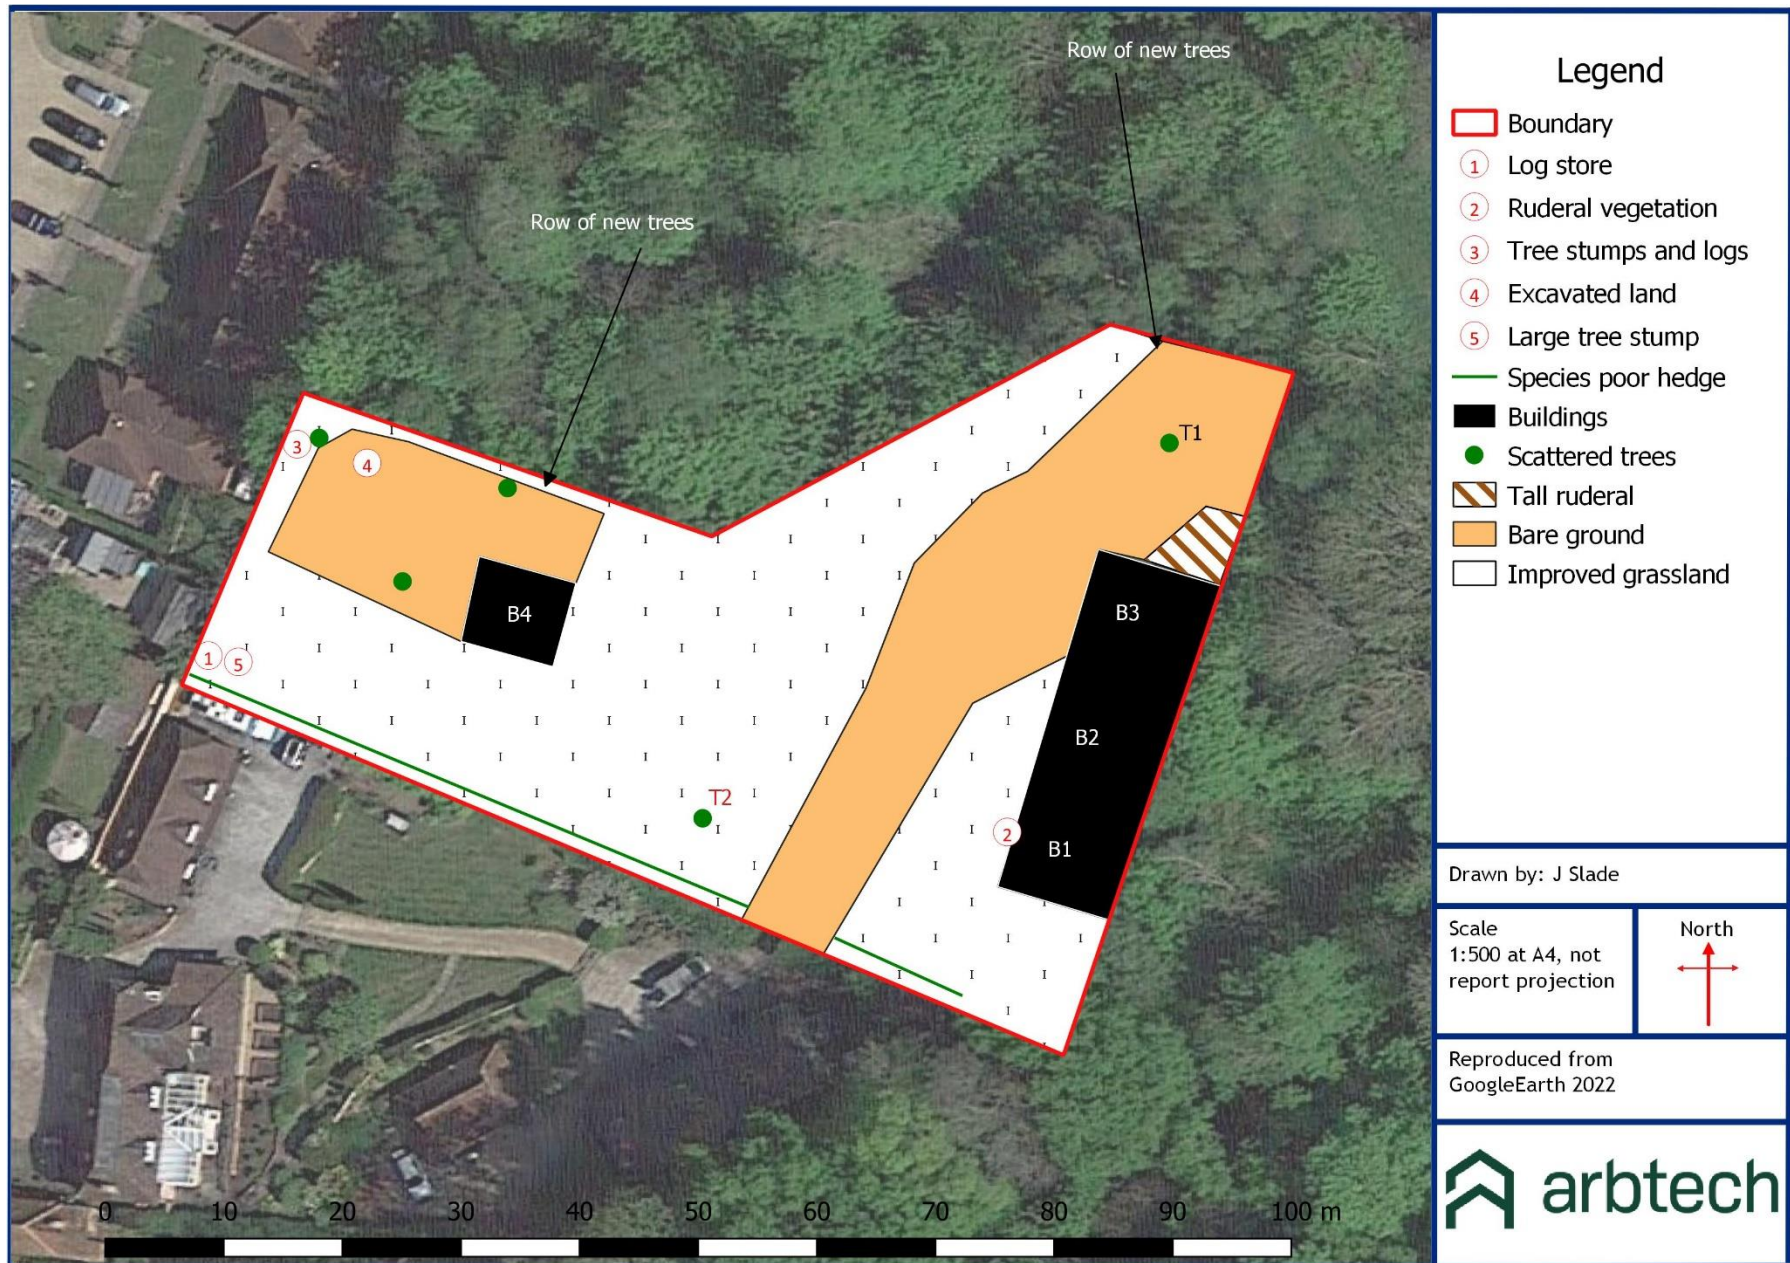 Row of new trees
Row of new trees
T1
3
4
B4
B3
1
5
B2
T2
2
B1
0 10 20 30 40 50 60 70 80 90 100 m
Legend
Boundary
1 Log store
2 Ruderal vegetation
3 Tree stumps and logs
4 Excavated land
5 Large tree stump
Species poor hedge
Buildings
Scattered trees
Tall ruderal
Bare ground
Improved grassland
Drawn by: J Slade
Scale
1:500 at A4, not
report projection
North
Reproduced from
GoogleEarth 2022
arbtech